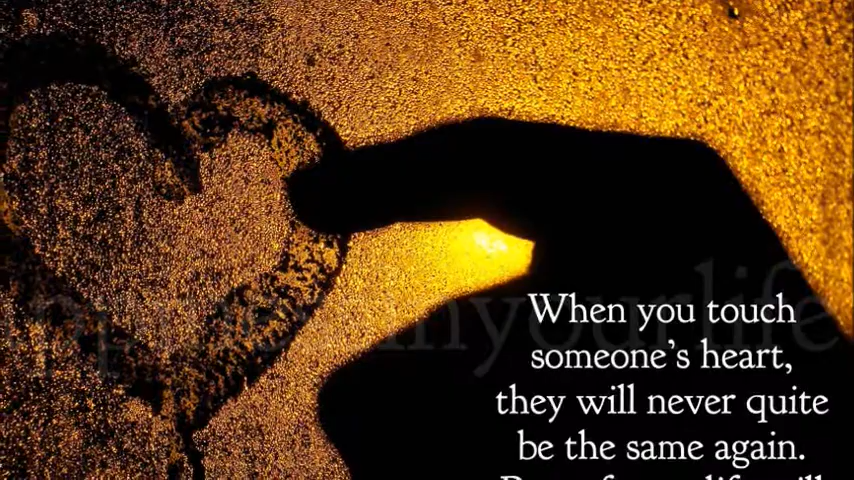 When you touch
someone's heart,
they will never quite
be the same again.